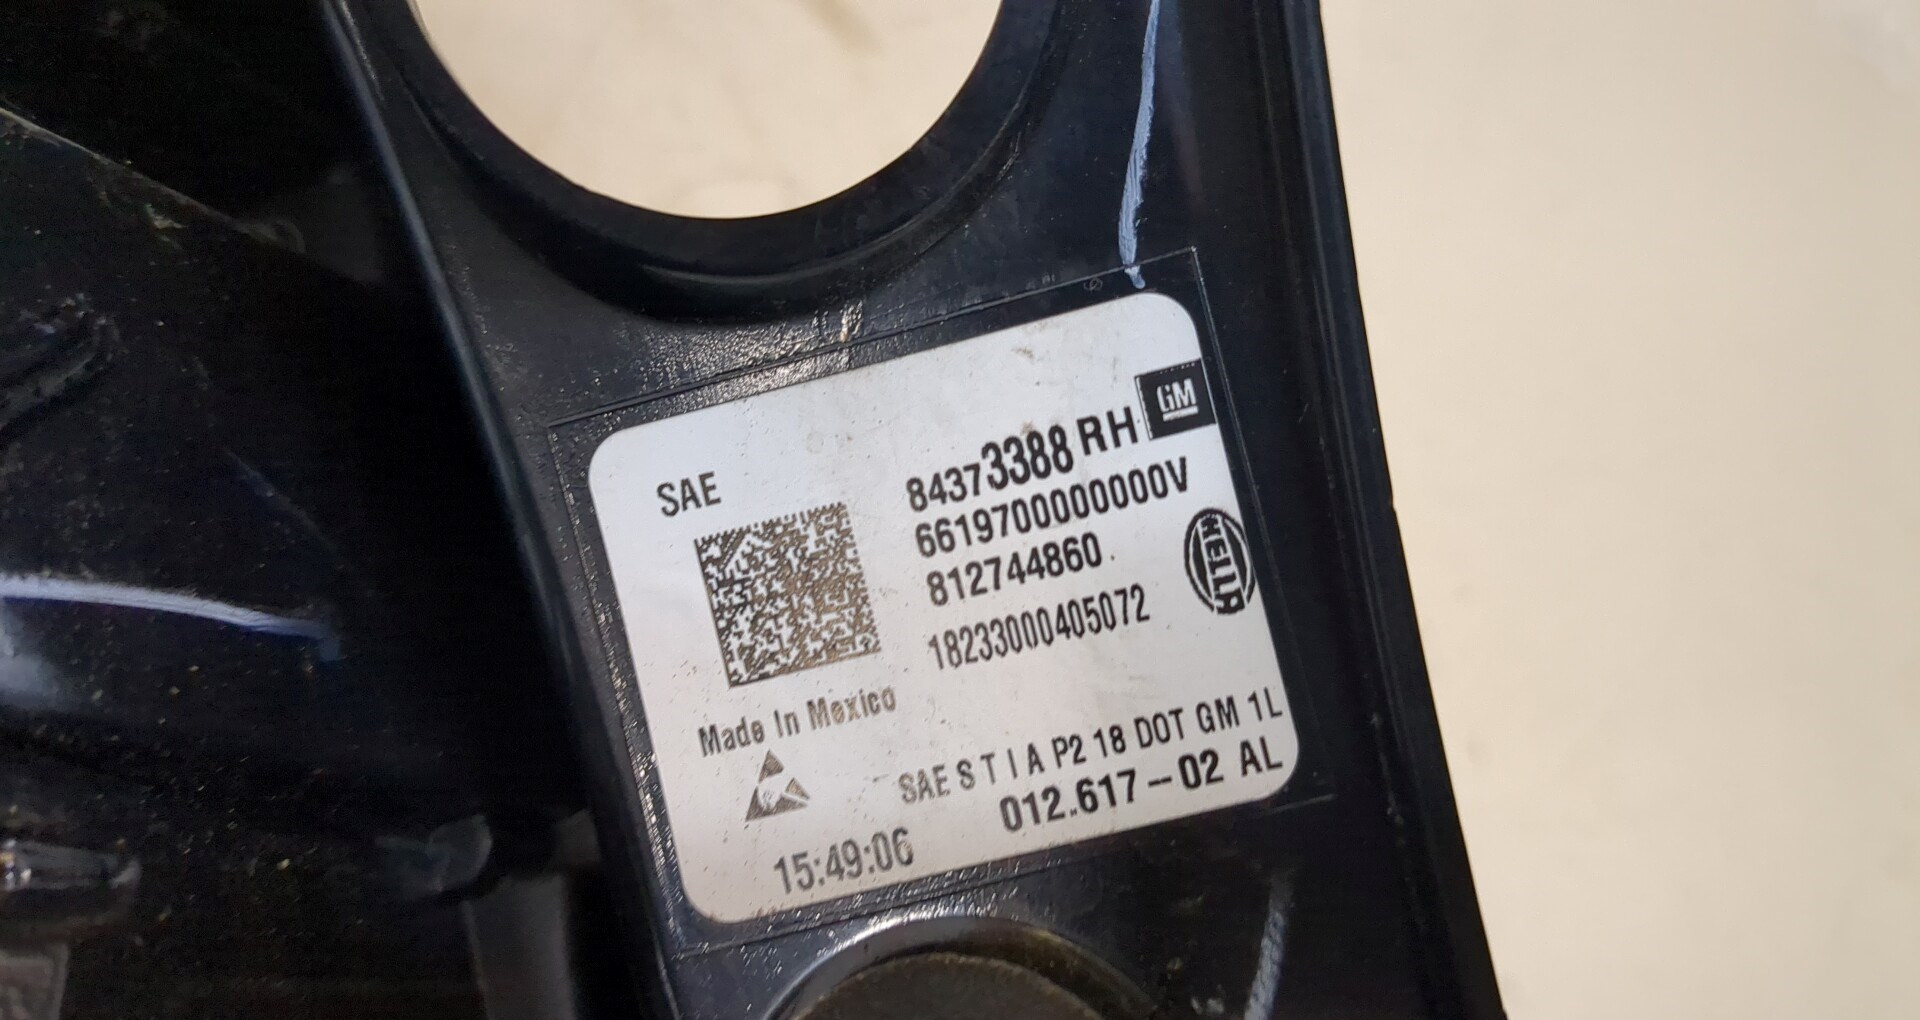 GM
84373388 RH
SAE
661970000000000V
812744860
HELLA
18233000405072
Made In Mexico
SAE S T I A P2 18 DOT GM 1L
012.617-02 AL
15:49:06